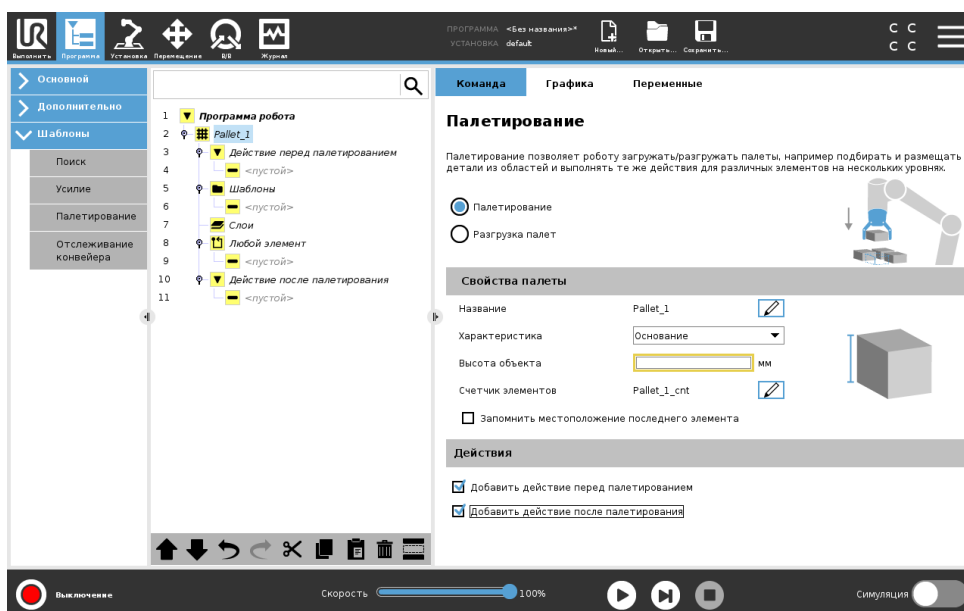 ПРОГРАММА <Без названия>*
УСТАНОВКА default
Выполнить Программа Установка Перемещение В/В Журнал
Новый... Открыть... Сохранить...
C C
C C
Основной
Дополнительно
Шаблоны
Поиск
Усилие
Палетирование
Отслеживание
конвейера
1 Программа робота
2 Pallet_1
3 Действие перед палетированием
4 <пустой>
5 Шаблоны
6 <пустой>
7 Слои
8 Любой элемент
9 <пустой>
10 Действие после палетирования
11 <пустой>
Команда Графика Переменные
Палетирование
Палетирование позволяет роботу загружать/разгружать палеты, например подбирать и размещать
детали из областей и выполнять те же действия для различных элементов на нескольких уровнях.
Палетирование
Разгрузка палет
Свойства палеты
Название Pallet_1
Характеристика Основание
Высота объекта мм
Счетчик элементов Pallet_1_cnt
Запомнить местоположение последнего элемента
Действия
Добавить действие перед палетированием
Добавить действие после палетирования
Выключение
Скорость 100%
Симуляция